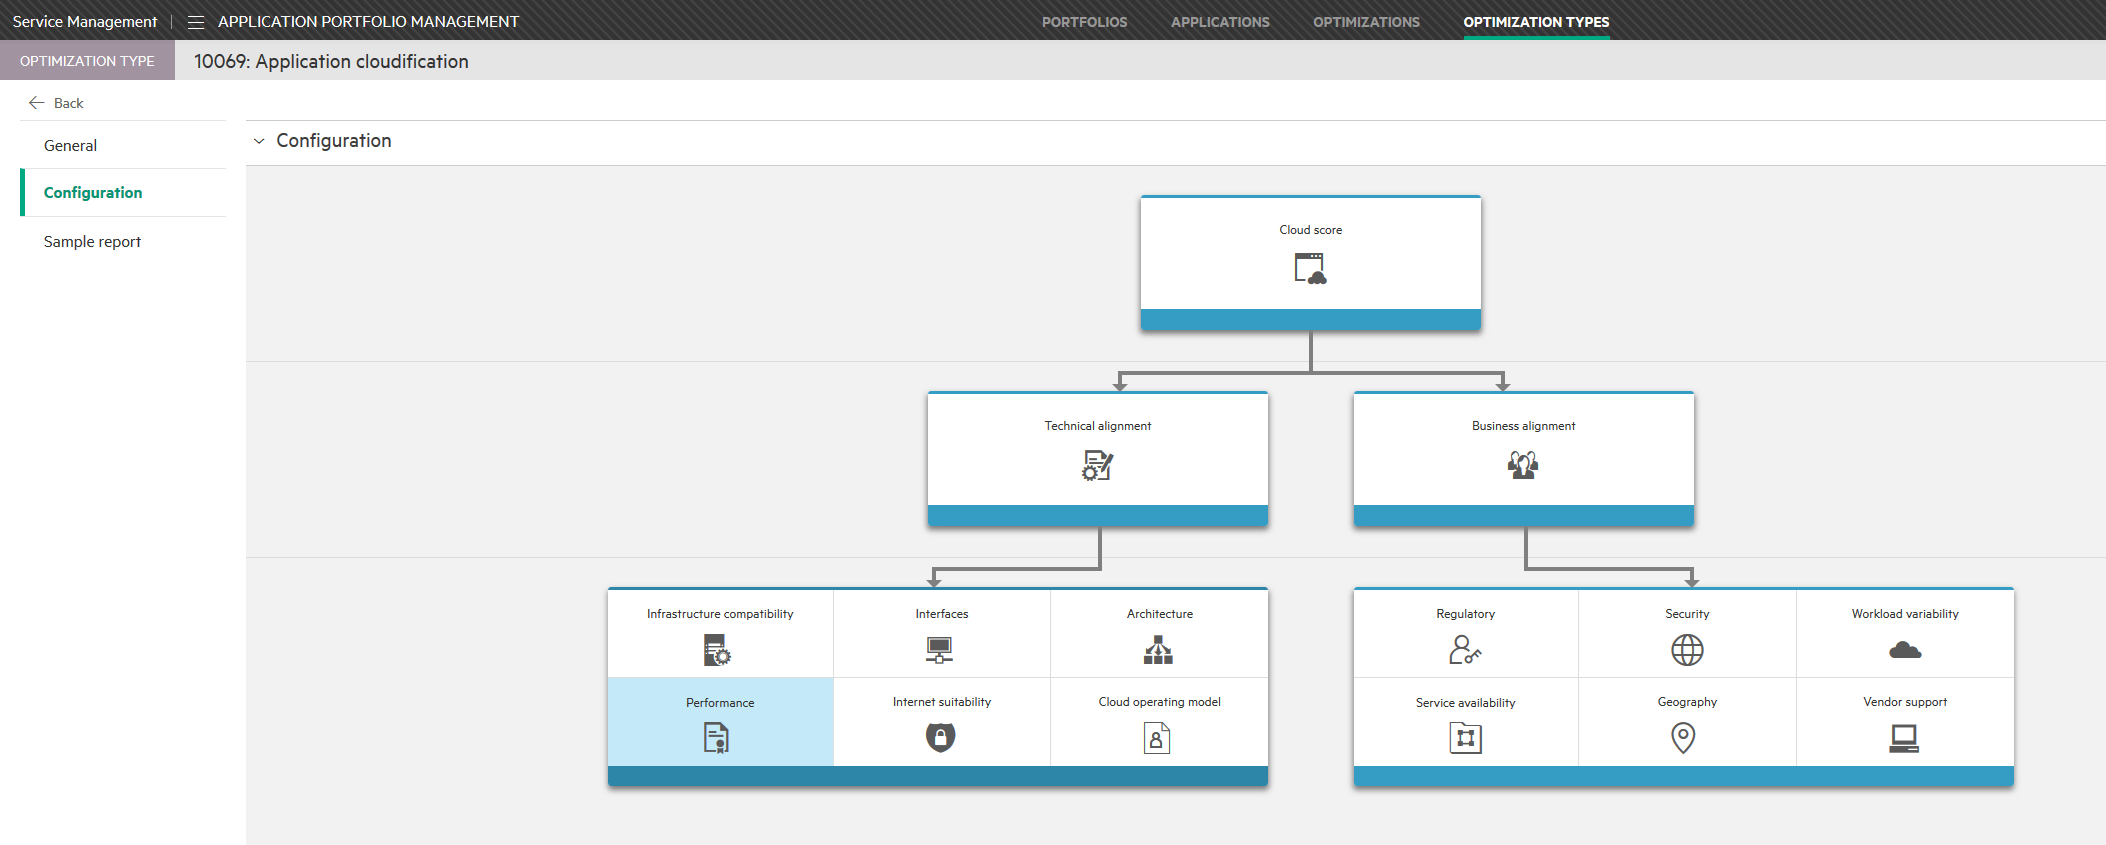 Service Management | APPLICATION PORTFOLIO MANAGEMENT PORTFOLIOS APPLICATIONS OPTIMIZATIONS OPTIMIZATION TYPES
OPTIMIZATION TYPE 10069: Application cloudification
Back
General
Configuration
Sample report
Configuration
Cloud score
Technical alignment Business alignment
Infrastructure compatibility Interfaces Architecture Regulatory Security Workload variability
Performance Internet suitability Cloud operating model Service availability Geography Vendor support